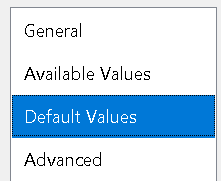 General
Available Values
Default Values
Advanced